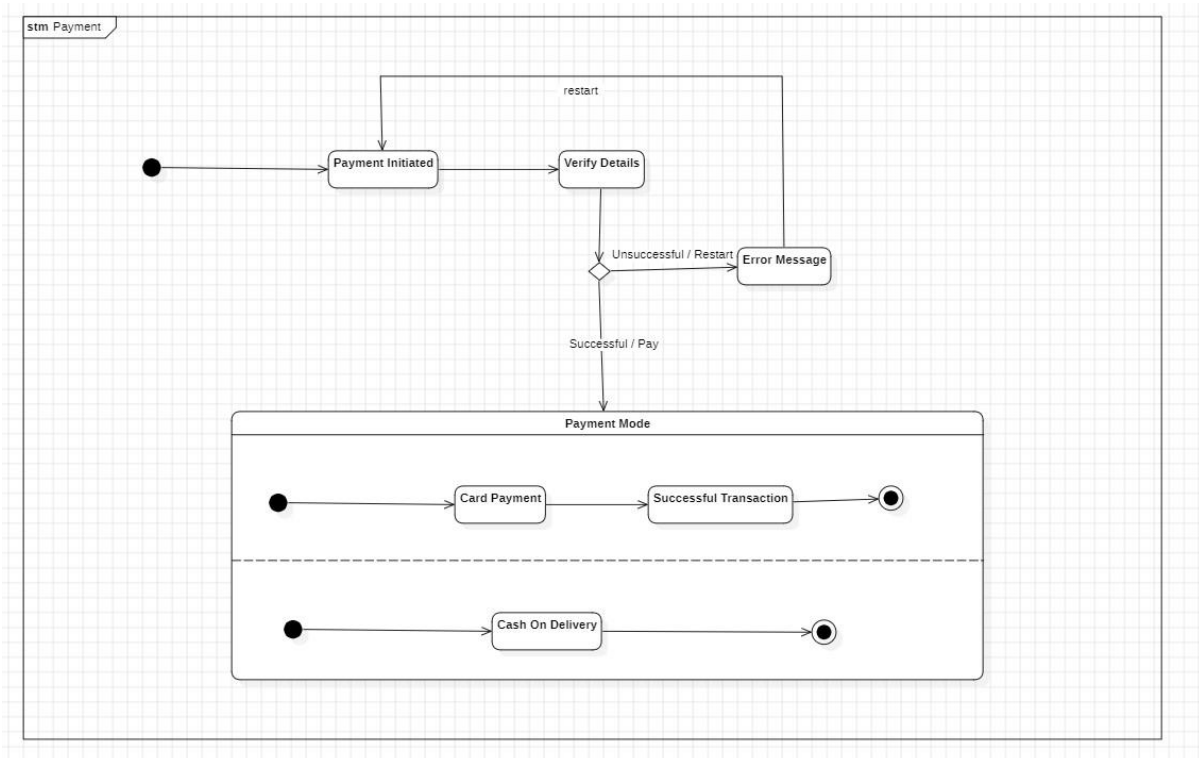 stm Payment
restart
Payment Initiated
Verify Details
Unsuccessful / Restart
Error Message
Successful / Pay
Payment Mode
Card Payment
Successful Transaction
Cash On Delivery